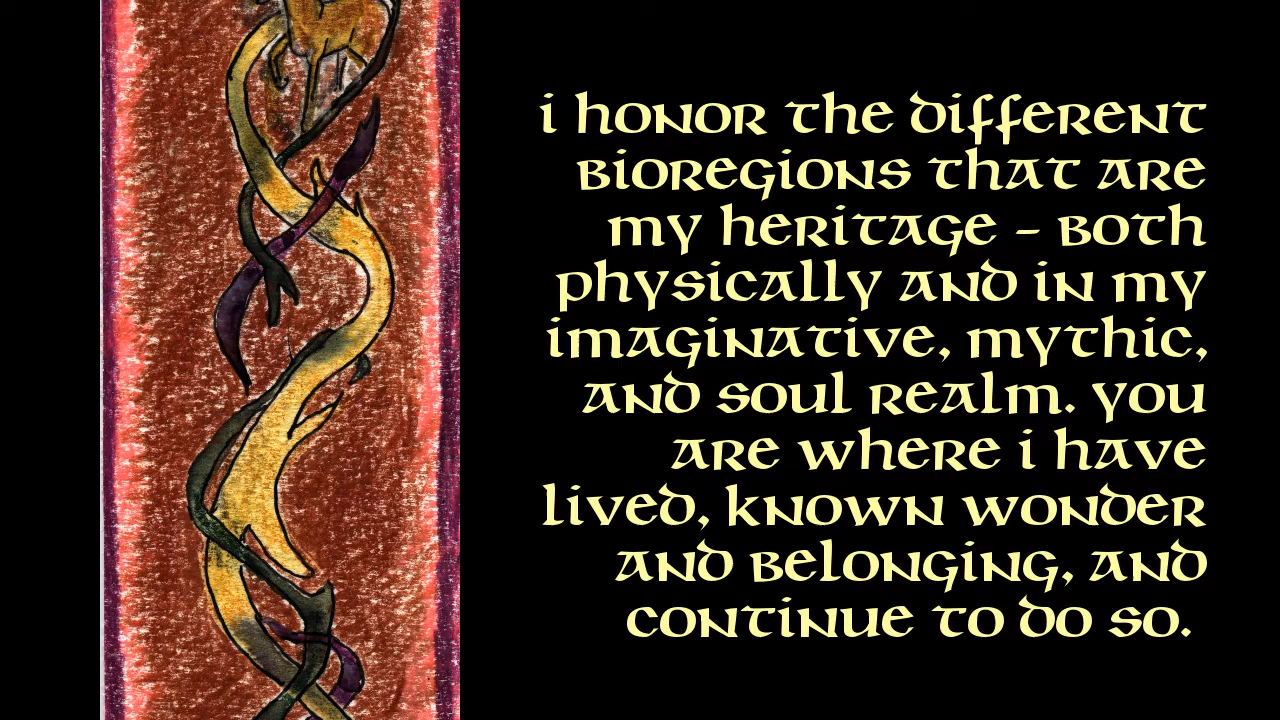 i honor the different
bioregions that are
my heritage - both
physically and in my
imaginative, mythic,
and soul realm. you
are where i have
lived, known wonder
and belonging, and
continue to do so.